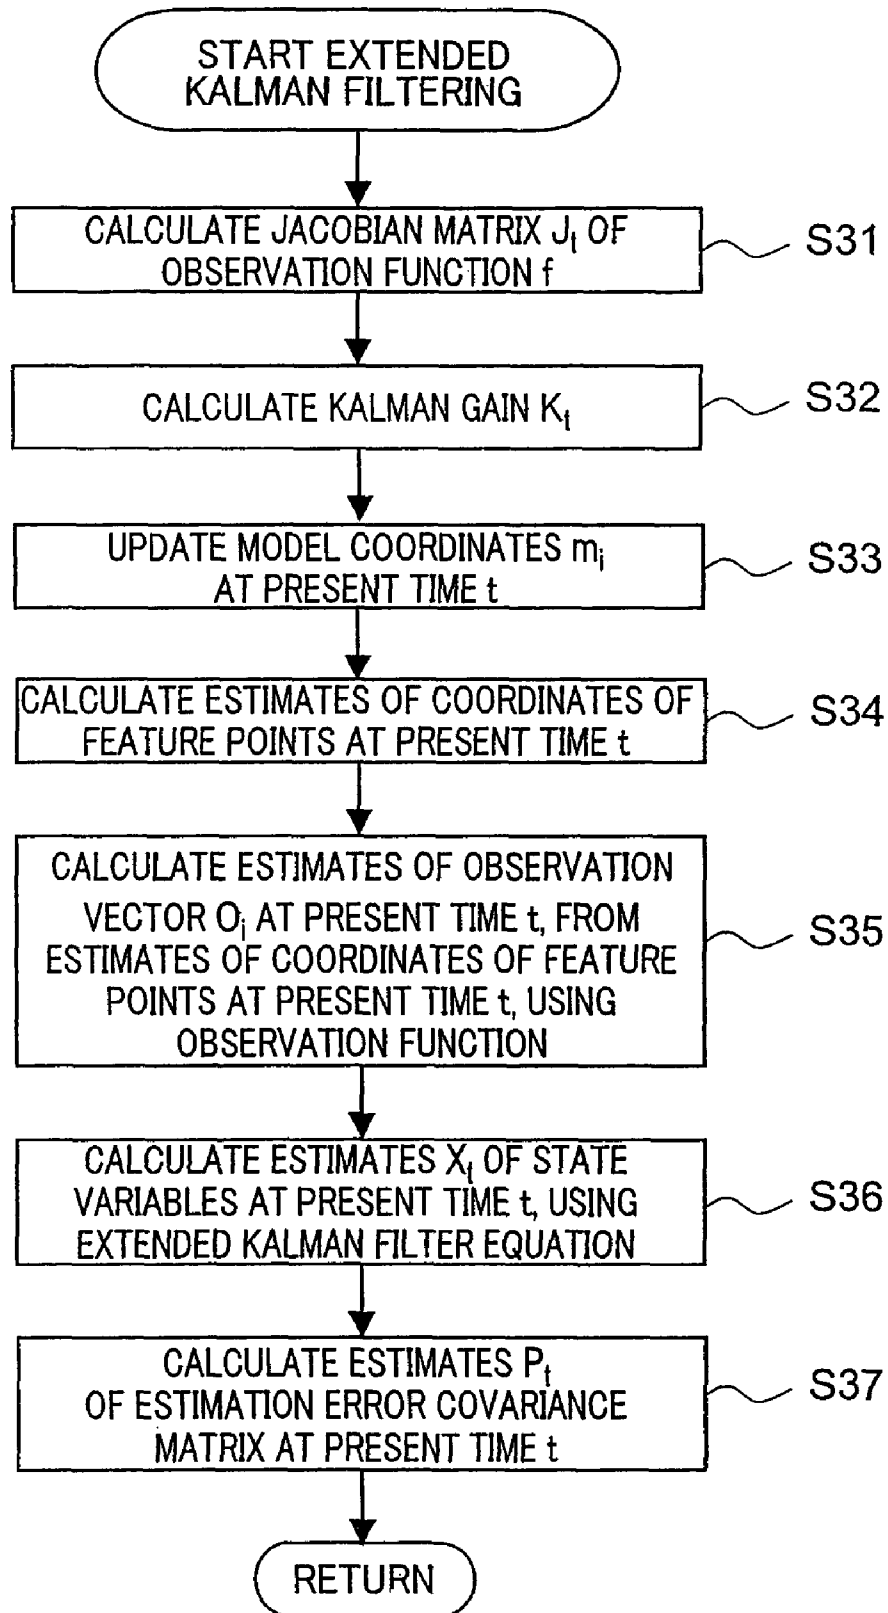 START EXTENDED
KALMAN FILTERING
CALCULATE JACOBIAN MATRIX Jt OF
OBSERVATION FUNCTION f
S31
CALCULATE KALMAN GAIN Kt
S32
UPDATE MODEL COORDINATES mi
AT PRESENT TIME t
S33
CALCULATE ESTIMATES OF COORDINATES OF
FEATURE POINTS AT PRESENT TIME t
S34
CALCULATE ESTIMATES OF OBSERVATION
VECTOR Oi AT PRESENT TIME t, FROM
ESTIMATES OF COORDINATES OF FEATURE
POINTS AT PRESENT TIME t, USING
OBSERVATION FUNCTION
S35
CALCULATE ESTIMATES Xt OF STATE
VARIABLES AT PRESENT TIME t, USING
EXTENDED KALMAN FILTER EQUATION
S36
CALCULATE ESTIMATES Pt
OF ESTIMATION ERROR COVARIANCE
MATRIX AT PRESENT TIME t
S37
RETURN